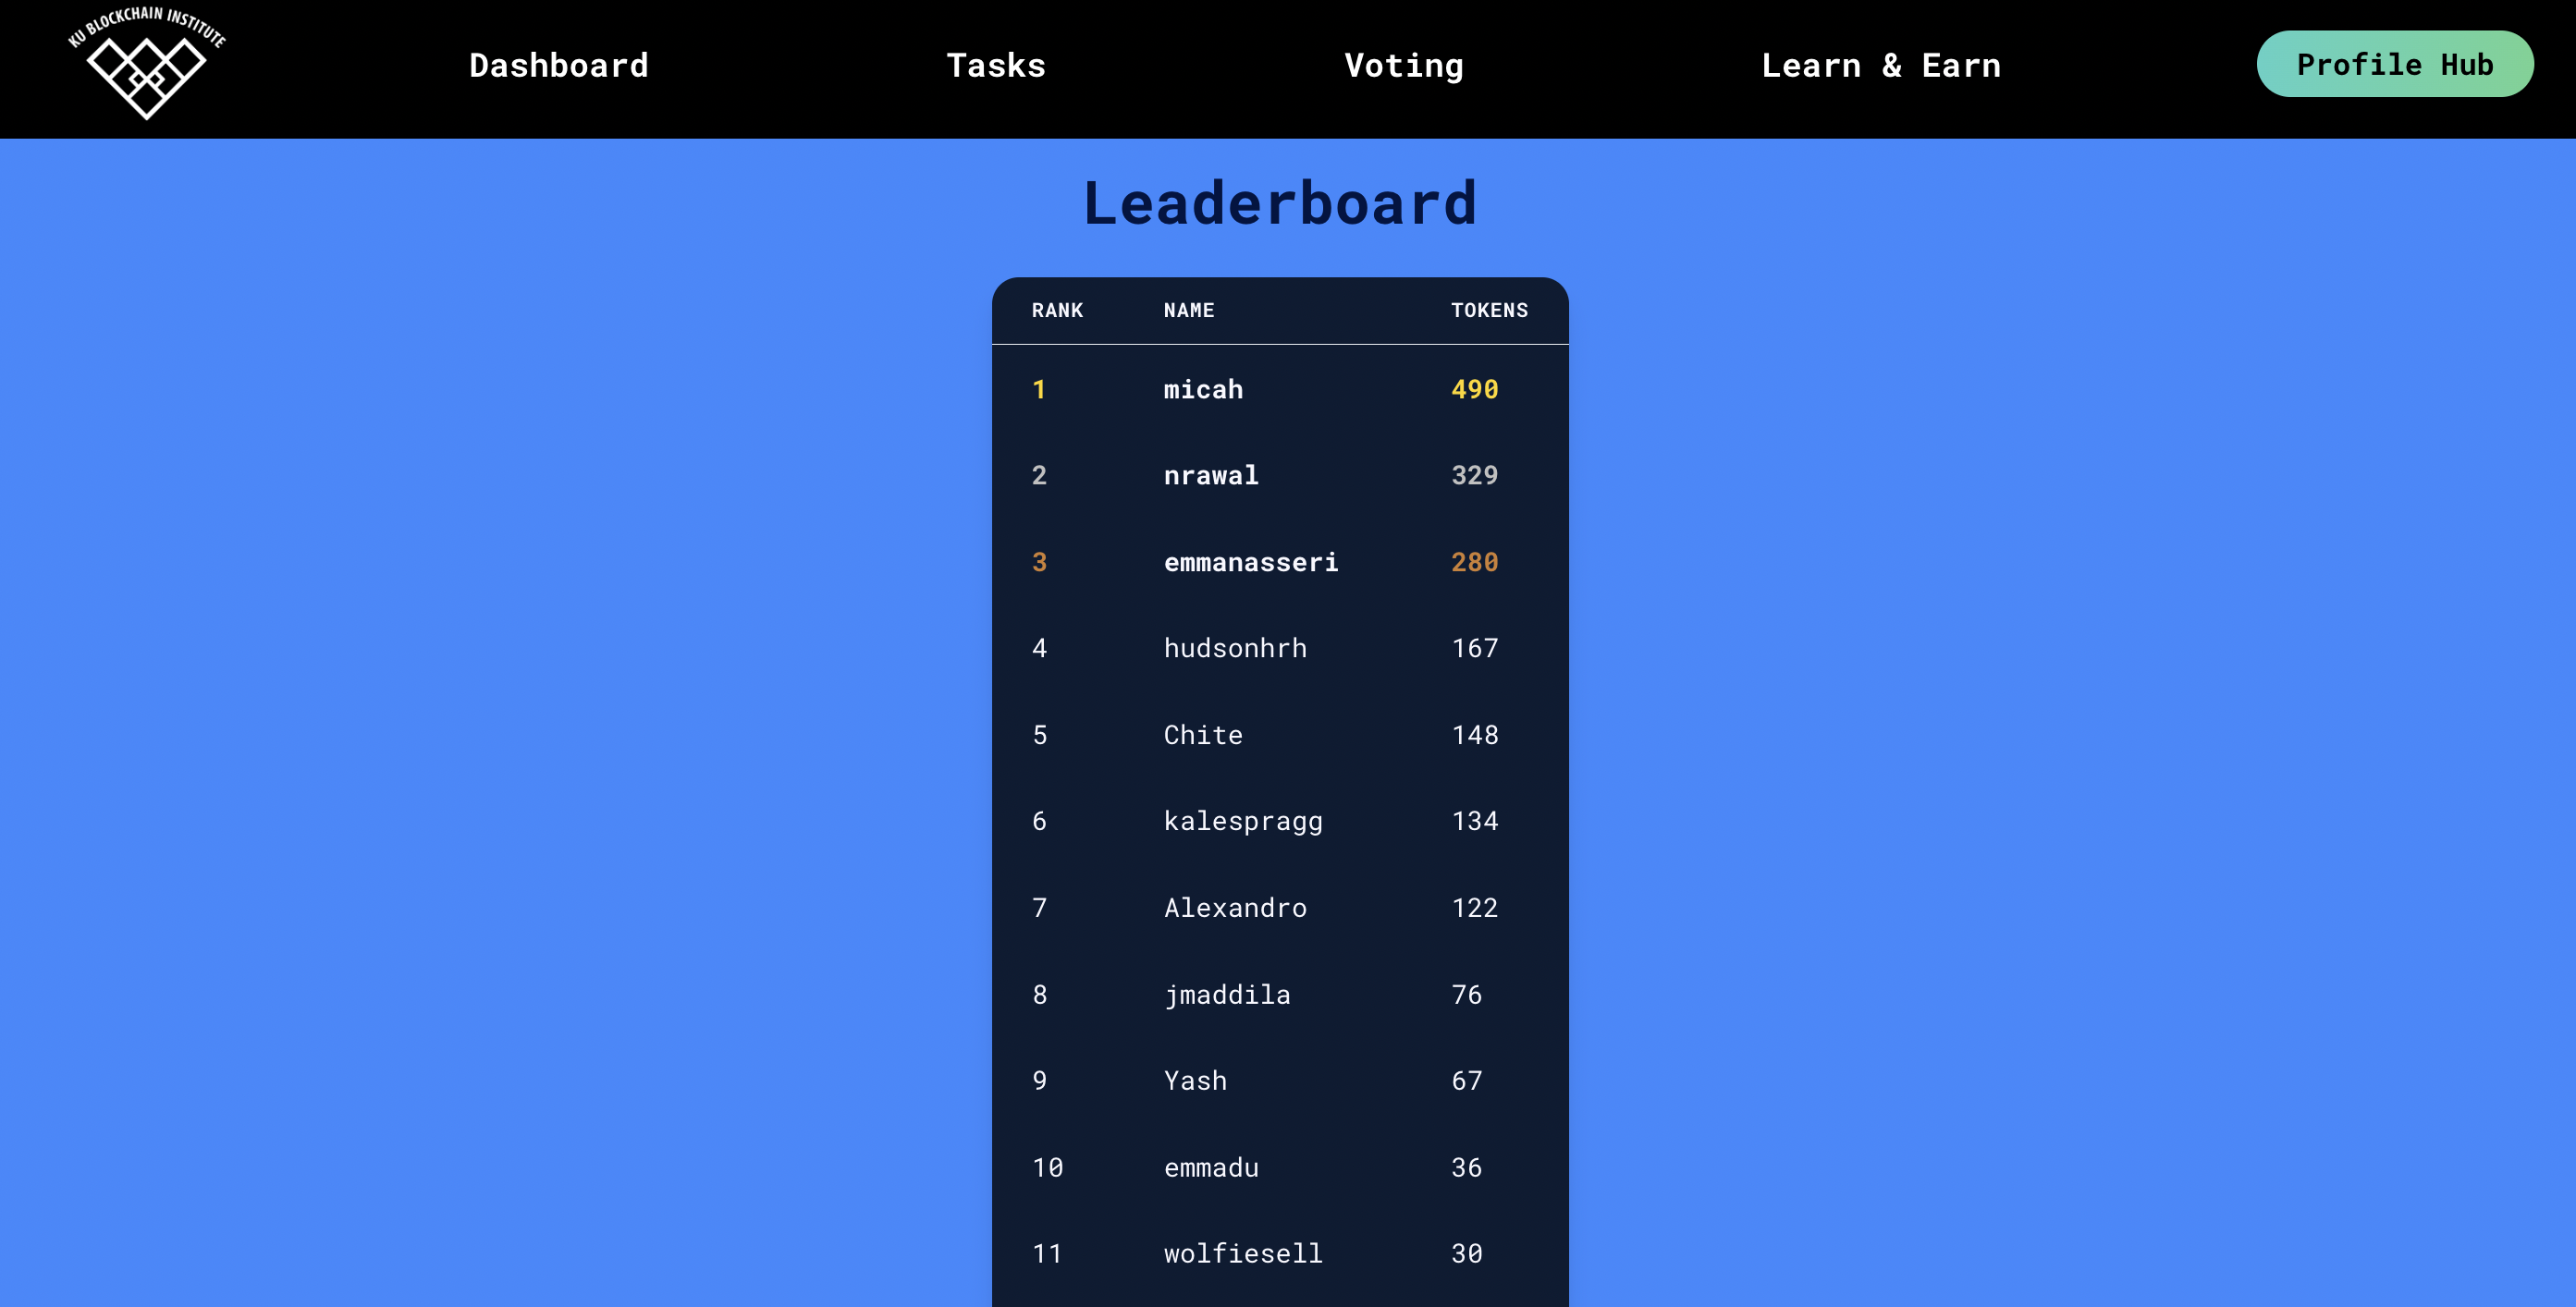 KU BLOCKCHAIN INSTITUTE
Dashboard Tasks Voting Learn & Earn Profile Hub
Leaderboard
RANK NAME TOKENS
1 micah 490
2 nrawal 329
3 emmanasseri 280
4 hudsonhrh 167
5 Chite 148
6 kalespragg 134
7 Alexandro 122
8 jmaddila 76
9 Yash 67
10 emmadu 36
11 wolfiesell 30